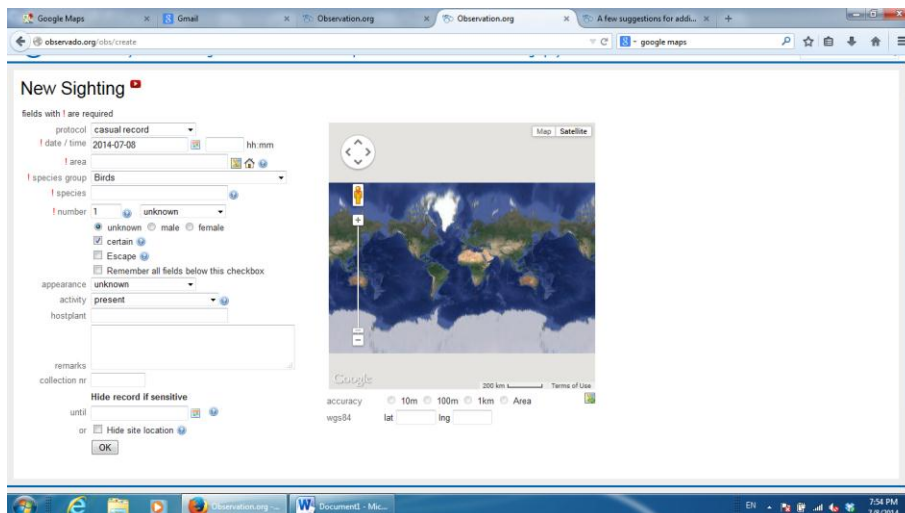 Google Maps
Gmail
Observation.org
Observation.org
A few suggestions for addi...
observado.org/obs/create
google maps
New Sighting
fields with ! are required
protocol casual record
! date / time 2014-07-08 hh:mm
! area
! species group Birds
! species
! number 1 unknown
unknown male female
certain
Escape
Remember all fields below this checkbox
appearance unknown
activity present
hostplant
remarks
collection nr
Hide record if sensitive
until
or Hide site location
OK
Map Satellite
Google
200 km Terms of Use
accuracy 10m 100m 1km Area
wgs84 lat lng
Observation.org -...
Document1 - Mic...
EN
7:54 PM
7/8/2014